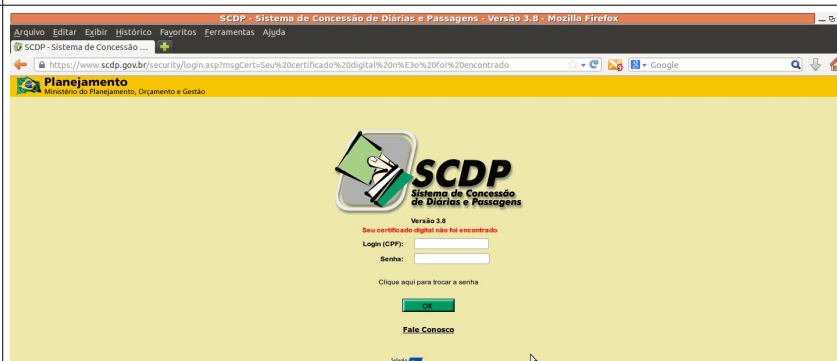 SCDP - Sistema de Concessão de Diárias e Passagens - Versão 3.8 - Mozilla Firefox
Arquivo Editar Exibir Histórico Favoritos Ferramentas Ajuda
SCDP - Sistema de Concessão ...
https://www.scdp.gov.br/security/login.asp?msgCert=Seu%20certificado%20digital%20n%E3o%20foi%20encontrado
Google
Planejamento
Ministério do Planejamento, Orçamento e Gestão
SCDP
Sistema de Concessão
de Diárias e Passagens
Versão 3.8
Seu certificado digital não foi encontrado
Login (CPF):
Senha:
Clique aqui para trocar a senha
OK
Fale Conosco